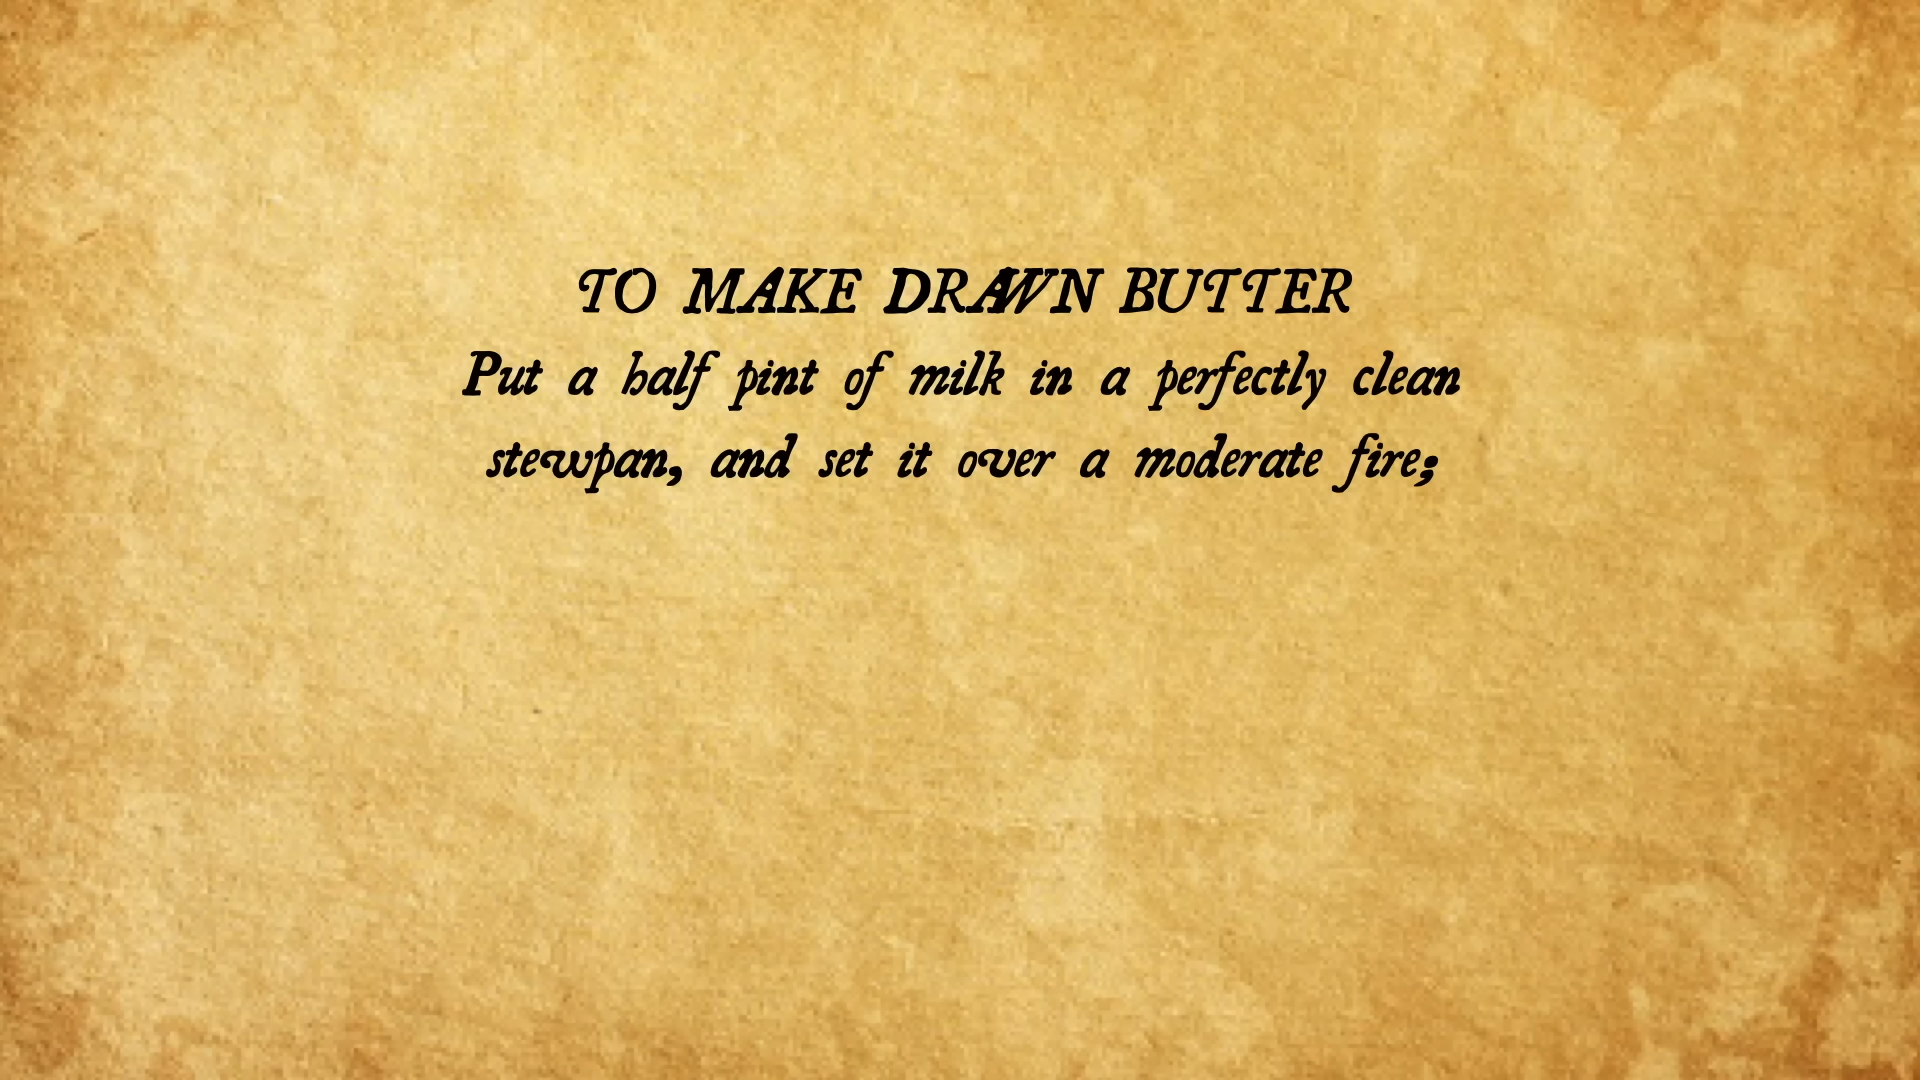 TO MAKE DRAWN BUTTER
Put a half pint of milk in a perfectly clean
stewpan, and set it over a moderate fire;